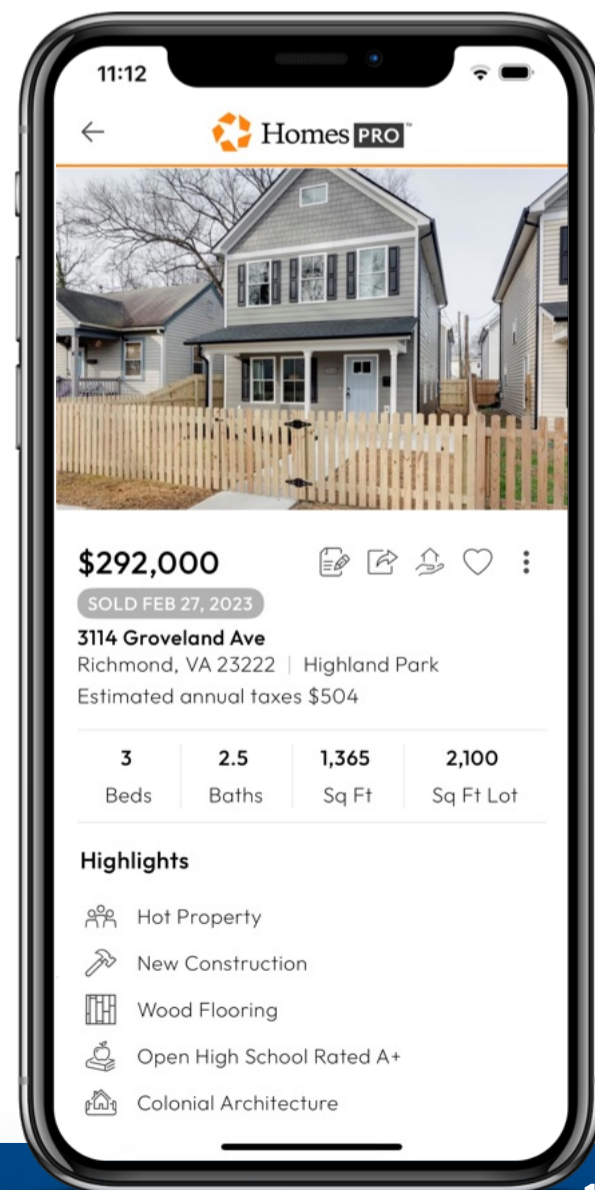 11:12
Homes PRO™
$292,000
SOLD FEB 27, 2023
3114 Groveland Ave
Richmond, VA 23222 | Highland Park
Estimated annual taxes $504
3 2.5 1,365 2,100
Beds Baths Sq Ft Sq Ft Lot
Highlights
Hot Property
New Construction
Wood Flooring
Open High School Rated A+
Colonial Architecture